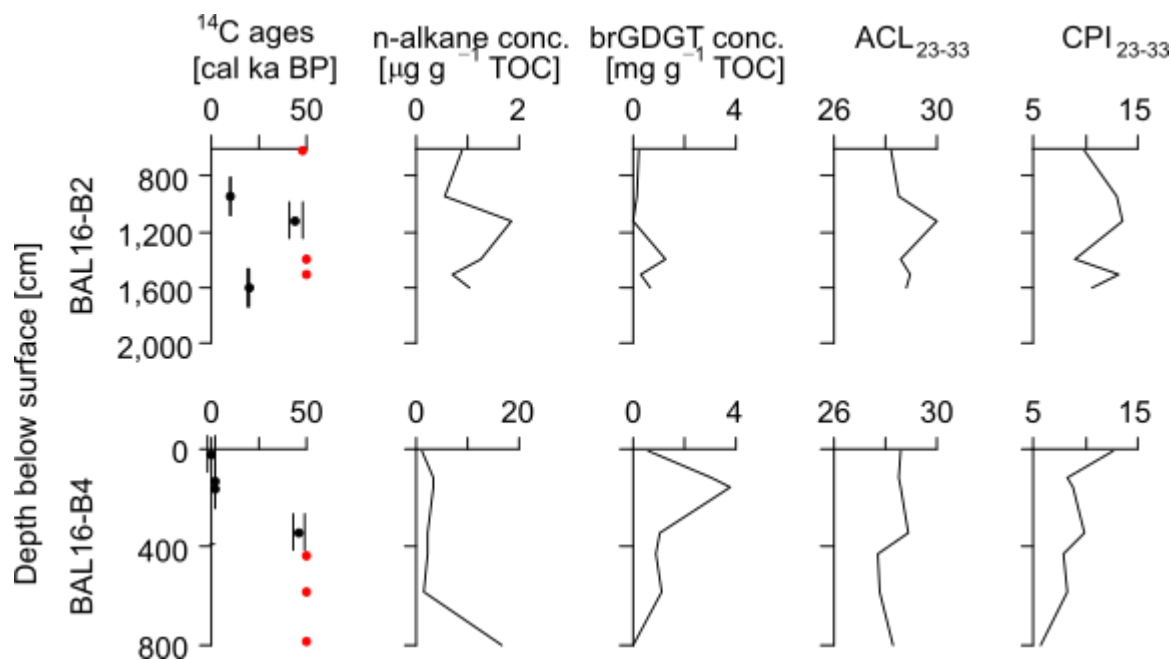 ¹⁴C ages
[cal ka BP]
n-alkane conc.
[μg g⁻¹ TOC]
brGDGT conc.
[mg g⁻¹ TOC]
ACL₂₃₋₃₃
CPI₂₃₋₃₃
0 50
0 2
0 4
26 30
5 15
Depth below surface [cm]
BAL16-B2
800
1,200
1,600
2,000
0 50
0 20
0 4
26 30
5 15
BAL16-B4
0
400
800